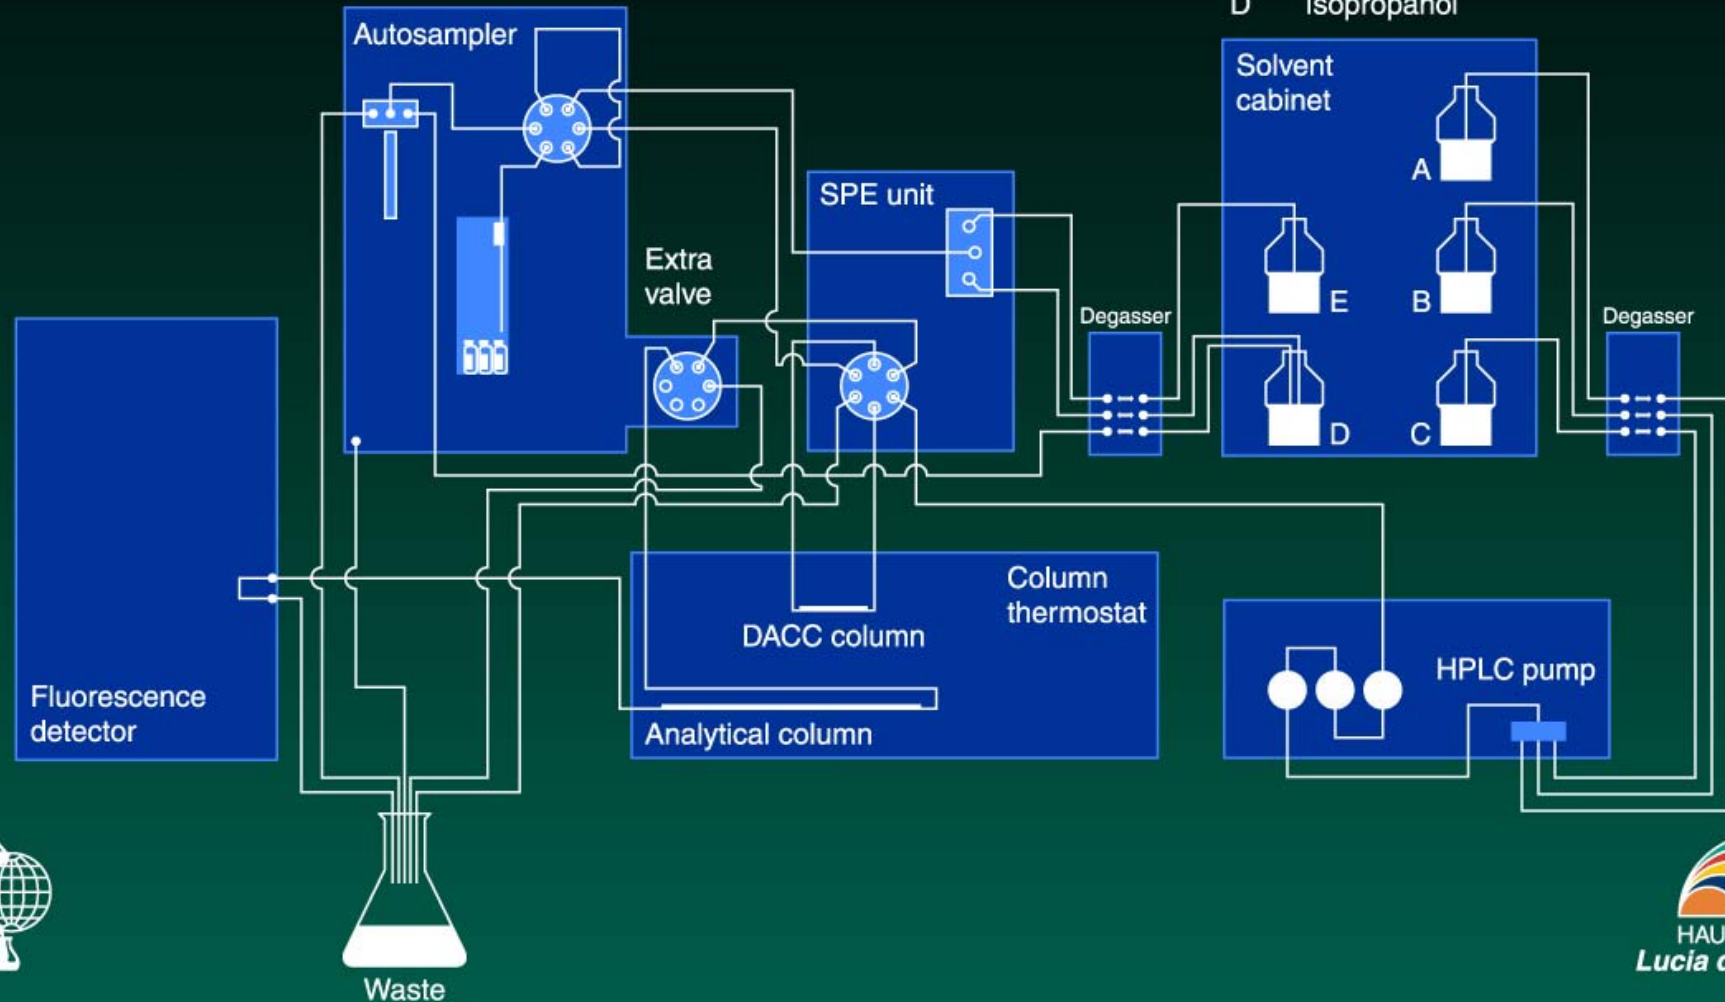 D Isopropanol
Autosampler
Solvent
cabinet
A
SPE unit
Extra
valve
E
B
Degasser
Degasser
D
C
Column
thermostat
DACC column
HPLC pump
Fluorescence
detector
Analytical column
HAU
Lucia
Waste